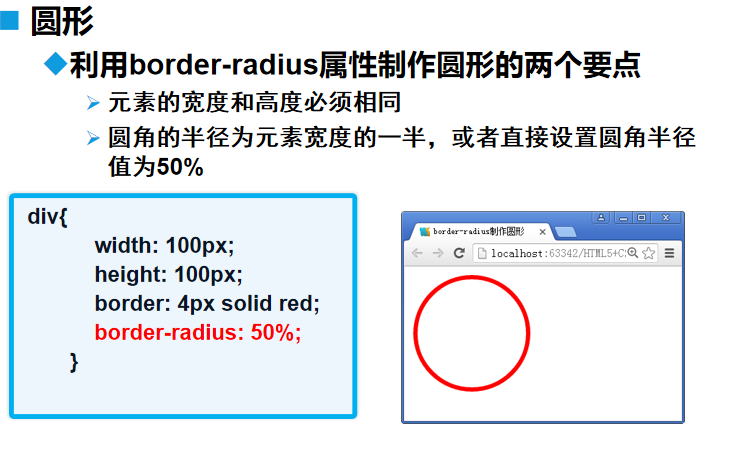 圆形
利用border-radius属性制作圆形的两个要点
元素的宽度和高度必须相同
圆角的半径为元素宽度的一半，或者直接设置圆角半径
值为50%
div{
width: 100px;
height: 100px;
border: 4px solid red;
border-radius: 50%;
}
border-radius制作圆形
localhost:63342/HTML5+C